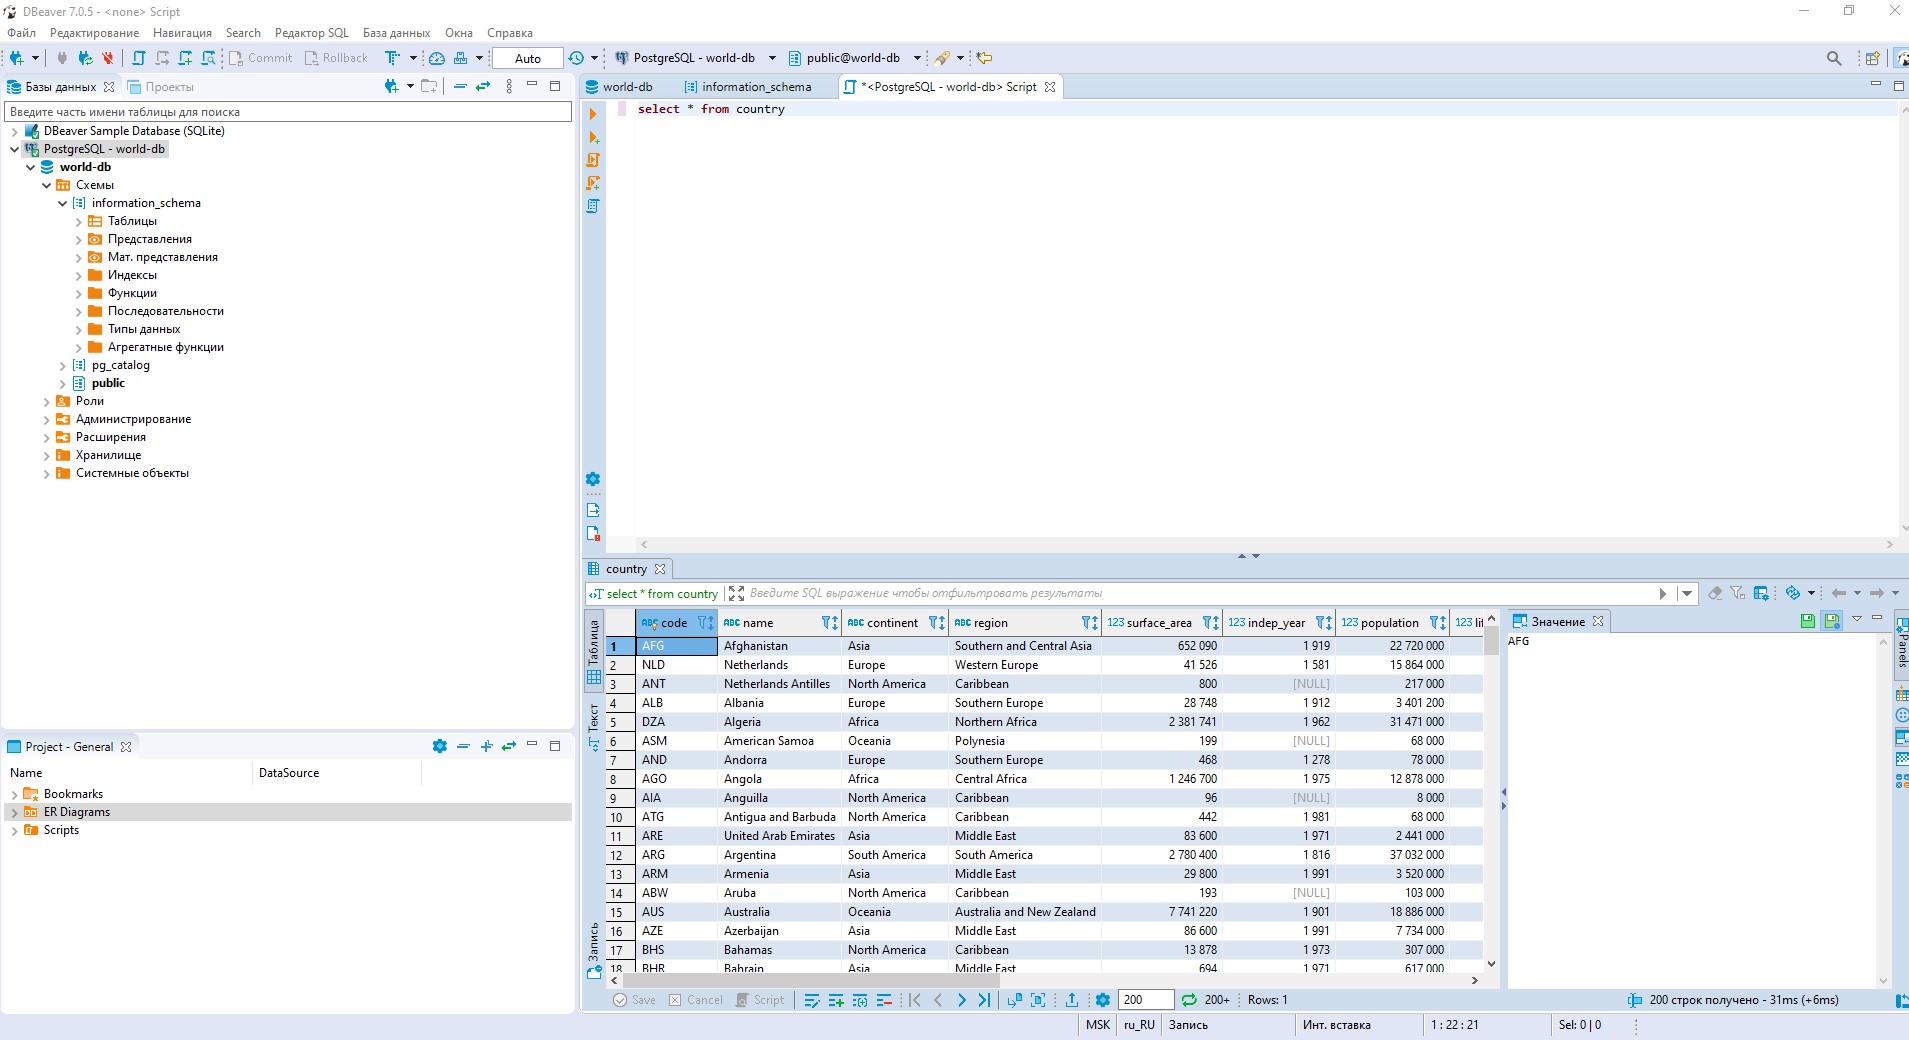 DBeaver 7.0.5 - <none> Script
Файл Редактирование Навигация Search Редактор SQL База данных Окна Справка
Commit Rollback Auto PostgreSQL - world-db public@world-db
Базы данных Проекты
Введите часть имени таблицы для поиска
DBeaver Sample Database (SQLite)
PostgreSQL - world-db
world-db
Схемы
information_schema
Таблицы
Представления
Мат. представления
Индексы
Функции
Последовательности
Типы данных
Агрегатные функции
pg_catalog
public
Роли
Администрирование
Расширения
Хранилище
Системные объекты
Project - General
Name DataSource
Bookmarks
ER Diagrams
Scripts
world-db information_schema *<PostgreSQL - world-db> Script
select * from country
country
select * from country Введите SQL выражение чтобы отфильтровать результаты
Таблица
Текст
Запись
code name continent region 123 surface_area 123 indep_year 123 population 123
1 AFG Afghanistan Asia Southern and Central Asia 652 090 1 919 22 720 000
2 NLD Netherlands Europe Western Europe 41 526 1 581 15 864 000
3 ANT Netherlands Antilles North America Caribbean 800 [NULL] 217 000
4 ALB Albania Europe Southern Europe 28 748 1 912 3 401 200
5 DZA Algeria Africa Northern Africa 2 381 741 1 962 31 471 000
6 ASM American Samoa Oceania Polynesia 199 [NULL] 68 000
7 AND Andorra Europe Southern Europe 468 1 278 78 000
8 AGO Angola Africa Central Africa 1 246 700 1 975 12 878 000
9 AIA Anguilla North America Caribbean 96 [NULL] 8 000
10 ATG Antigua and Barbuda North America Caribbean 442 1 981 68 000
11 ARE United Arab Emirates Asia Middle East 83 600 1 971 2 441 000
12 ARG Argentina South America South America 2 780 400 1 816 37 032 000
13 ARM Armenia Asia Middle East 29 800 1 991 3 520 000
14 ABW Aruba North America Caribbean 193 [NULL] 103 000
15 AUS Australia Oceania Australia and New Zealand 7 741 220 1 901 18 886 000
16 AZE Azerbaijan Asia Middle East 86 600 1 991 7 734 000
17 BHS Bahamas North America Caribbean 13 878 1 973 307 000
18 BHR Bahrain Asia Middle East 694 1 971 617 000
Значение
AFG
Panels
Save Cancel Script 200 200+ Rows: 1 200 строк получено - 31ms (+6ms)
MSK ru_RU Запись Инт. вставка 1 : 22 : 21 Sel: 0 | 0